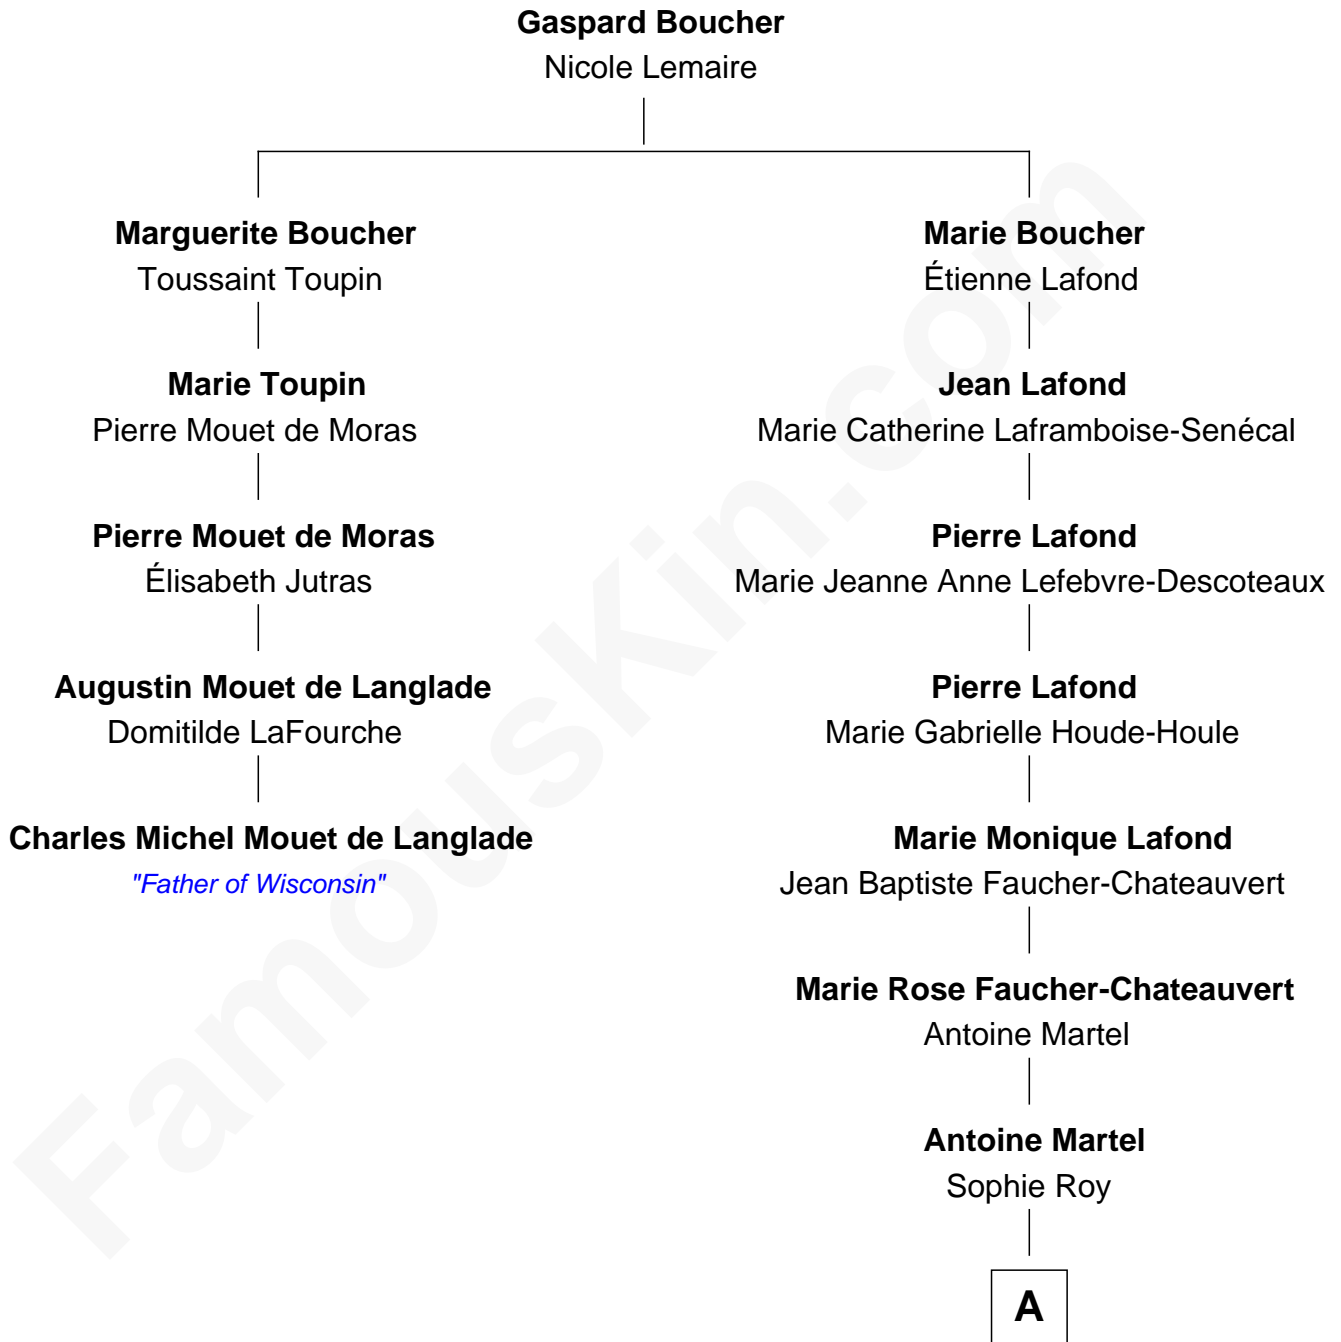 Gaspard Boucher
Nicole Lemaire
Marguerite Boucher
Toussaint Toupin
Marie Toupin
Pierre Mouet de Moras
Pierre Mouet de Moras
Élisabeth Jutras
Augustin Mouet de Langlade
Domitilde LaFourche
Charles Michel Mouet de Langlade
"Father of Wisconsin"
Marie Boucher
Étienne Lafond
Jean Lafond
Marie Catherine Laframboise-Senécal
Pierre Lafond
Marie Jeanne Anne Lefebvre-Descoteaux
Pierre Lafond
Marie Gabrielle Houde-Houle
Marie Monique Lafond
Jean Baptiste Faucher-Chateauvert
Marie Rose Faucher-Chateauvert
Antoine Martel
Antoine Martel
Sophie Roy
A
FamousKin.com